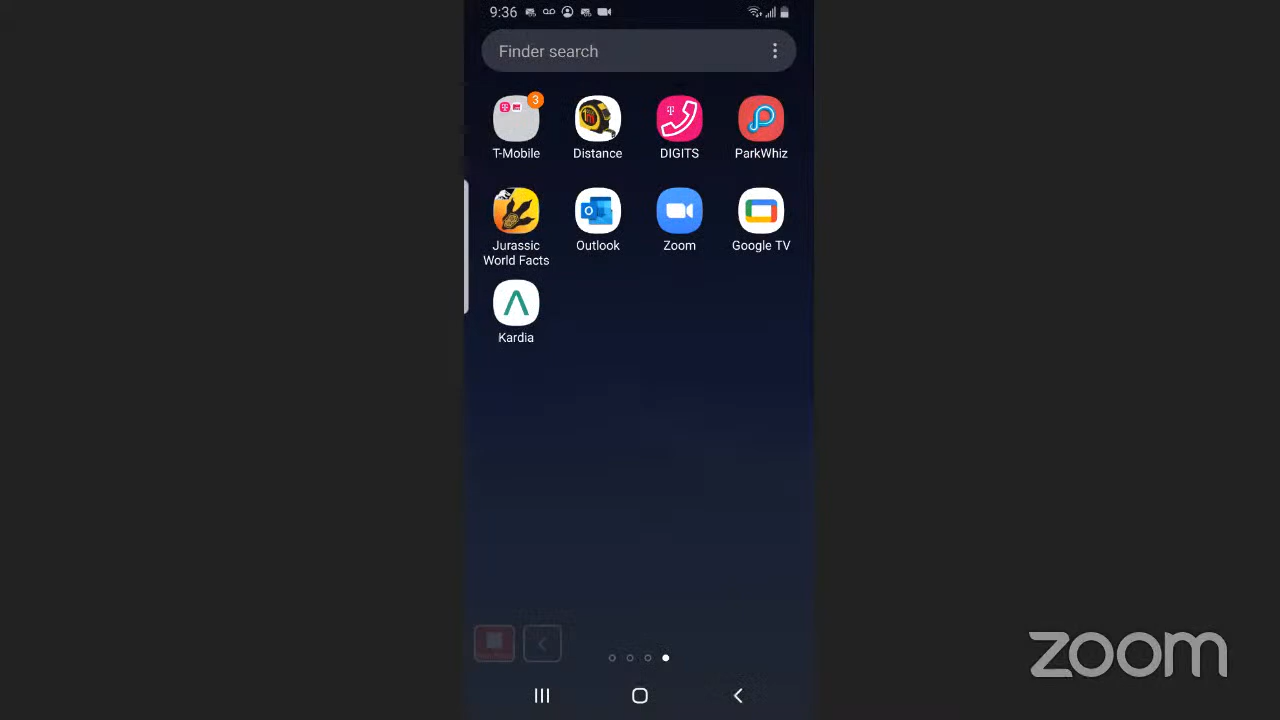 9:36
Finder search
3
T-Mobile
Distance
DIGITS
ParkWhiz
Jurassic
World Facts
Outlook
Zoom
Google TV
Kardia
zoom